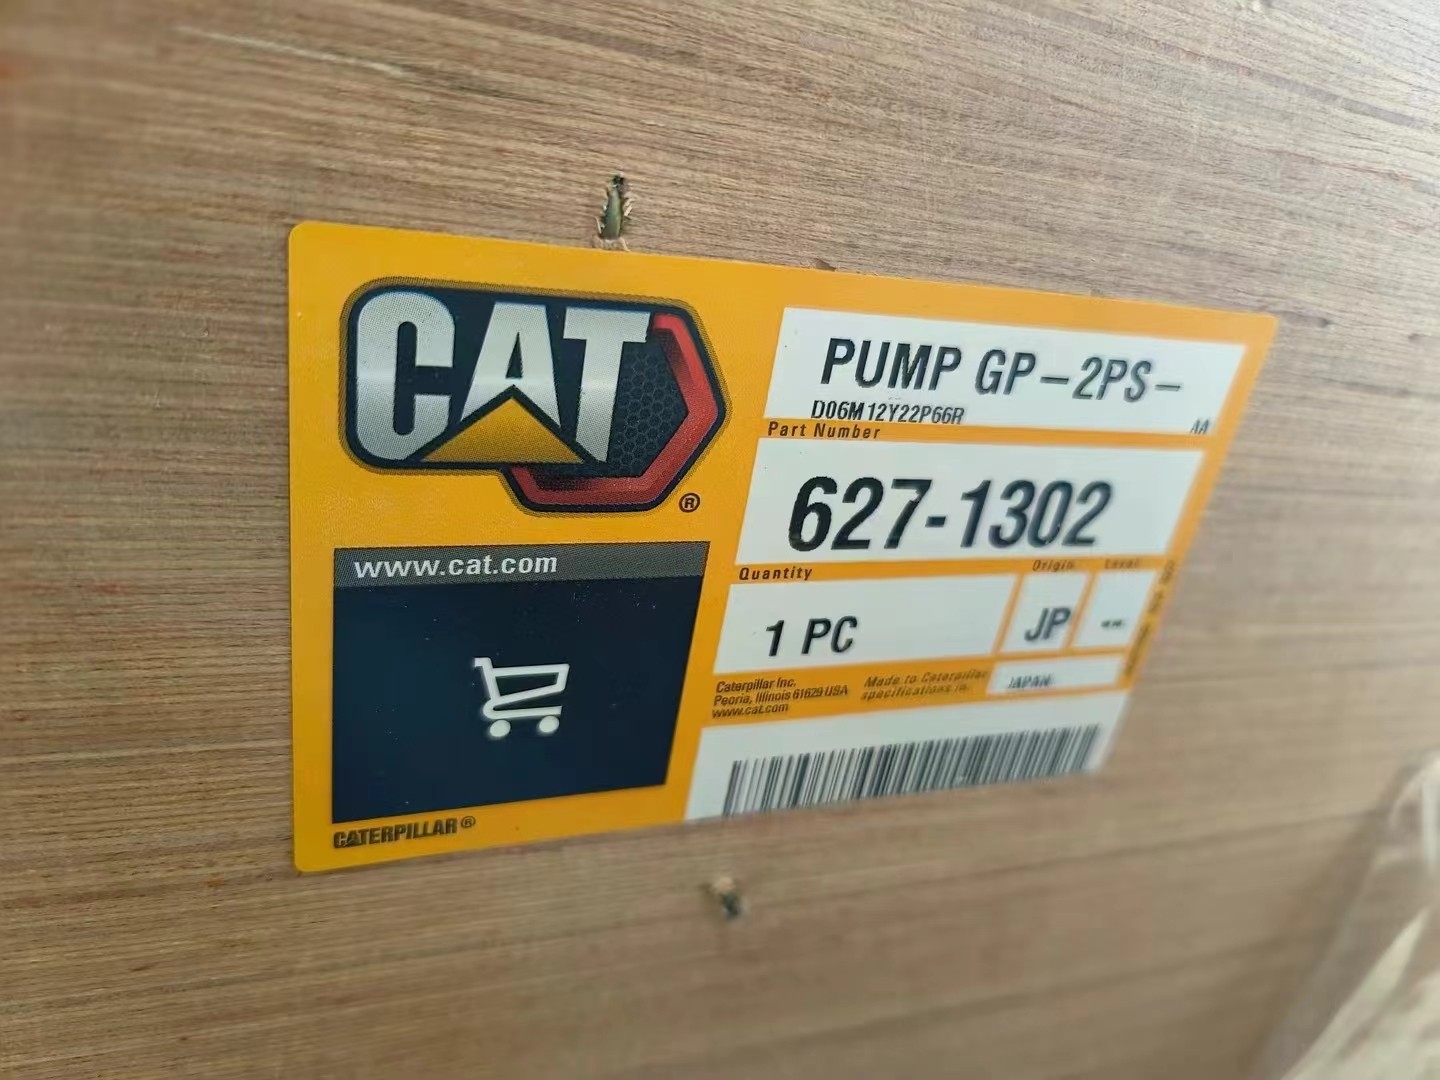 CAT
®
PUMP GP-2PS-
D06M12Y22P66R AA
Part Number
627-1302
www.cat.com
Quantity Origin Level
1 PC JP --
Caterpillar Inc.
Peoria, Illinois 61629 USA
www.cat.com
Made to Caterpillar
specifications in:
JAPAN
CATERPILLAR®